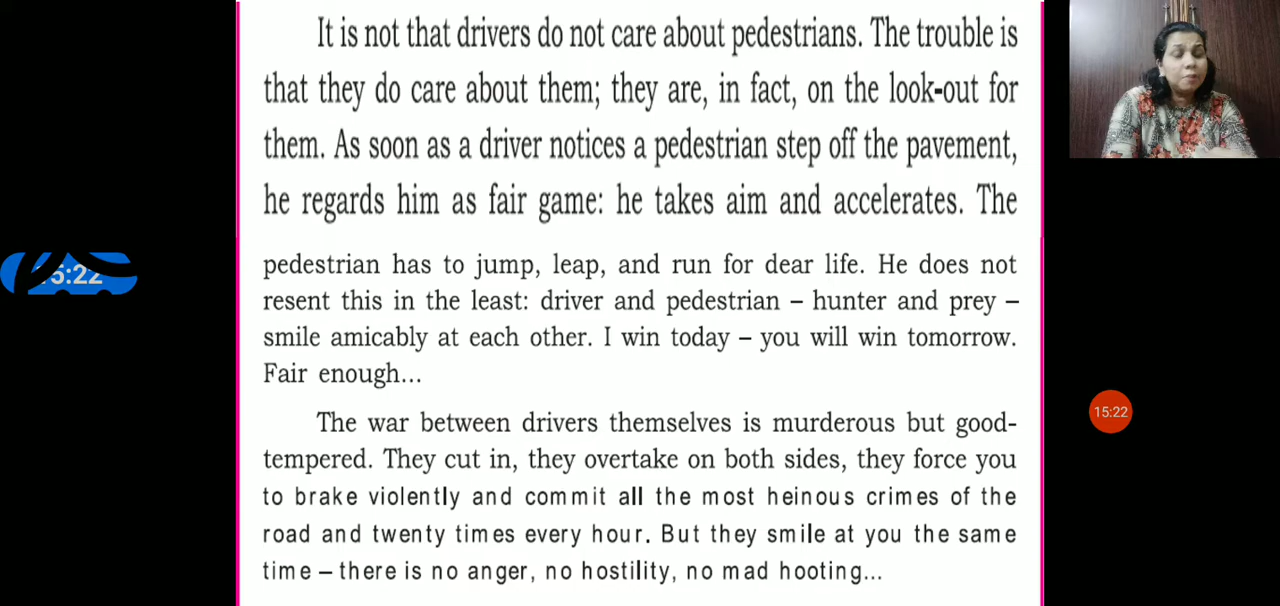 It is not that drivers do not care about pedestrians. The trouble is
that they do care about them; they are, in fact, on the look-out for
them. As soon as a driver notices a pedestrian step off the pavement,
he regards him as fair game: he takes aim and accelerates. The
pedestrian has to jump, leap, and run for dear life. He does not
resent this in the least: driver and pedestrian – hunter and prey –
smile amicably at each other. I win today – you will win tomorrow.
Fair enough...
The war between drivers themselves is murderous but good-
tempered. They cut in, they overtake on both sides, they force you
to brake violently and commit all the most heinous crimes of the
road and twenty times every hour. But they smile at you the same
time – there is no anger, no hostility, no mad hooting...
5:22
15:22